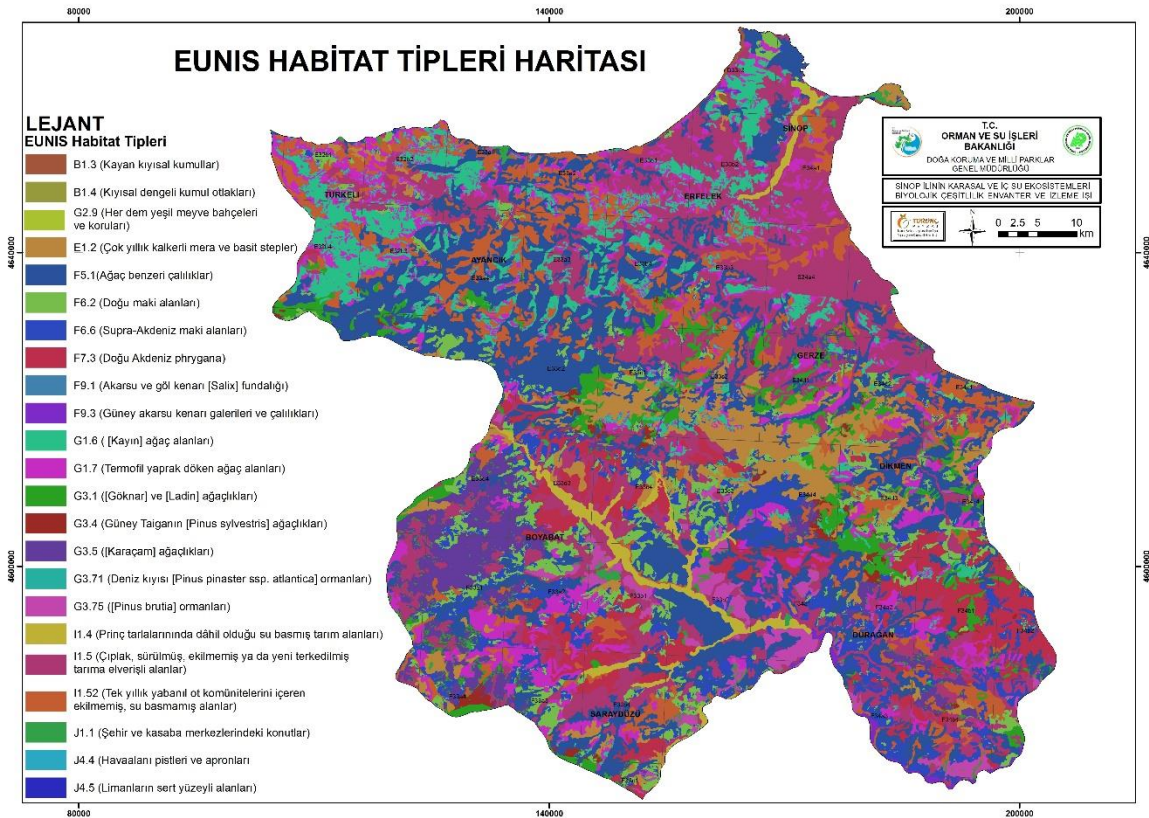 80000 140000 200000
EUNIS HABİTAT TİPLERİ HARİTASI
LEJANT
EUNIS Habitat Tipleri
B1.3 (Kayan kıyısal kumullar)
B1.4 (Kıyısal dengeli kumul otlakları)
G2.9 (Her dem yeşil meyve bahçeleri
ve koruları)
E1.2 (Çok yıllık kalkerli mera ve basit stepler)
F5.1(Ağaç benzeri çalılıklar)
F6.2 (Doğu maki alanları)
F6.6 (Supra-Akdeniz maki alanları)
F7.3 (Doğu Akdeniz phrygana)
F9.1 (Akarsu ve göl kenarı [Salix] fundalığı)
F9.3 (Güney akarsu kenarı galerileri ve çalılıkları)
G1.6 ( [Kayın] ağaç alanları)
G1.7 (Termofil yaprak döken ağaç alanları)
G3.1 ([Göknar] ve [Ladin] ağaçlıkları)
G3.4 (Güney Taiganın [Pinus sylvestris] ağaçlıkları)
G3.5 ([Karaçam] ağaçlıkları)
G3.71 (Deniz kıyısı [Pinus pinaster ssp. atlantica] ormanları)
G3.75 ([Pinus brutia] ormanları)
I1.4 (Prinç tarlalarınında dâhil olduğu su basmış tarım alanları)
I1.5 (Çıplak, sürülmüş, ekilmemiş ya da yeni terkedilmiş
tarıma elverişli alanlar)
I1.52 (Tek yıllık yabanıl ot komünitelerini içeren
ekilmemiş, su basmamış alanlar)
J1.1 (Şehir ve kasaba merkezlerindeki konutlar)
J4.4 (Havaalanı pistleri ve apronları
J4.5 (Limanların sert yüzeyli alanları)
T.C.
ORMAN VE SU İŞLERİ
BAKANLIĞI
DOĞA KORUMA VE MİLLİ PARKLAR
GENEL MÜDÜRLÜĞÜ
SİNOP İLİNİN KARASAL VE İÇ SU EKOSİSTEMLERİ
BİYOLOJİK ÇEŞİTLİLİK ENVANTER VE İZLEME İŞİ
0 2.5 5 10
km
SİNOP
TÜRKELİ
ERFELEK
AYANCIK
GERZE
DİKMEN
BOYABAT
DURAĞAN
SARAYDÜZÜ
4640000 4640000
4600000 4600000
80000 140000 200000